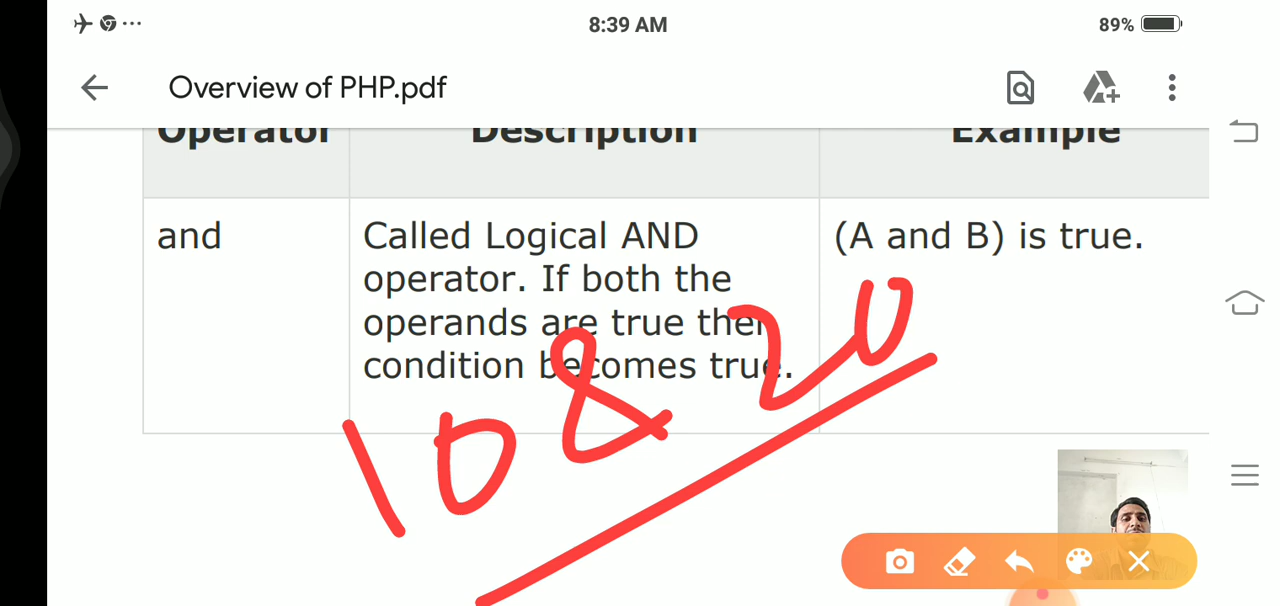 8:39 AM
89%
Overview of PHP.pdf
Operator Description Example
and
Called Logical AND
operator. If both the
operands are true then
condition becomes true.
(A and B) is true.
10 & 20